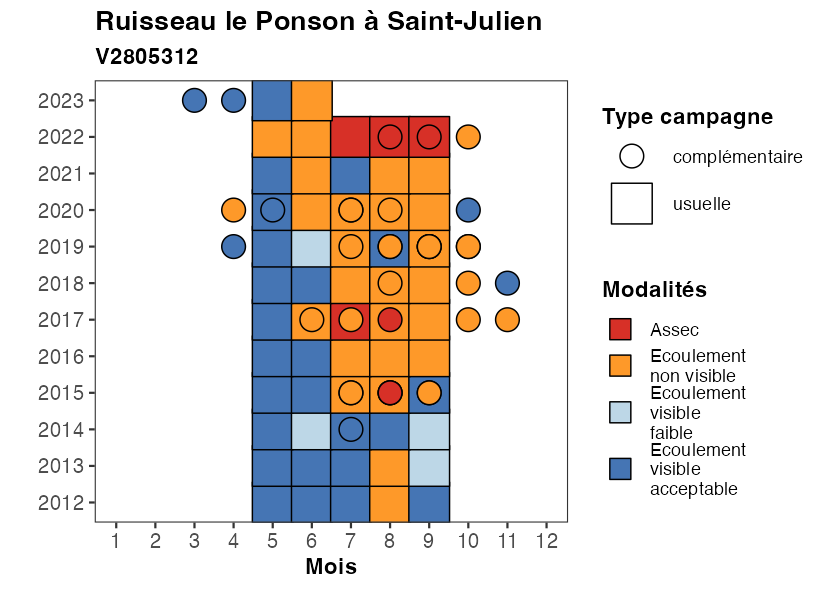 Ruisseau le Ponson à Saint-Julien
V2805312
2023
2022
2021
2020
2019
2018
2017
2016
2015
2014
2013
2012
1 2 3 4 5 6 7 8 9 10 11 12
Mois
Type campagne
complémentaire
usuelle
Modalités
Assec
Ecoulement
non visible
Ecoulement
visible
faible
Ecoulement
visible
acceptable